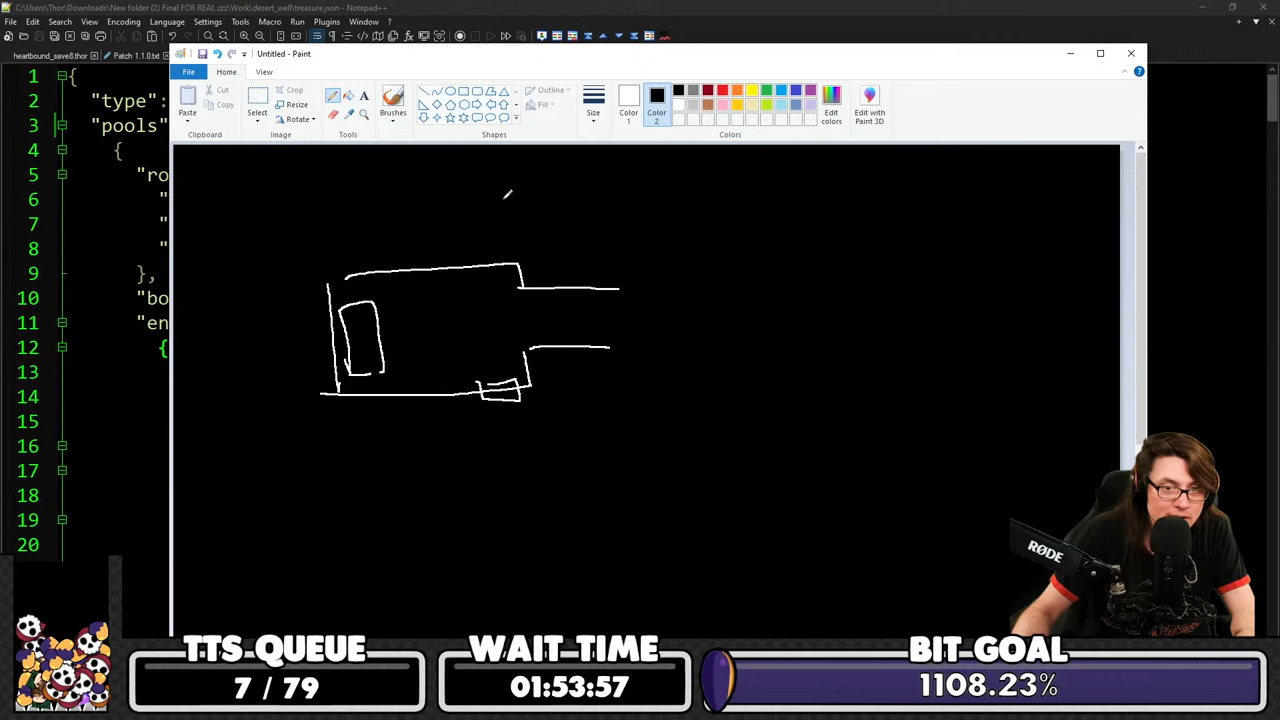 C:\Users\Thor\Downloads\New folder (2) Final FOR REAL zzz\Work\desert_well\treasure.json - Notepad++
File Edit Search View Encoding Language Settings Tools Macro Run Plugins Window ?
heartbound_save8.thor Patch 1.1.0.txt
Untitled - Paint
File Home View
Paste Cut Copy Clipboard
Select Crop Resize Rotate Image
Tools
Brushes
Shapes Outline Fill
Size
Color 1 Color 2 Colors Edit colors
Edit with Paint 3D
1 {
2 "type":
3 "pools"
4 {
5 "ro
6 "
7 "
8 "
9 },
10 "bo
11 "en
12 {
13
14
15
16
17
18
19
20
RØDE
TTS QUEUE WAIT TIME BIT GOAL
7 / 79 01:53:57 1108.23%